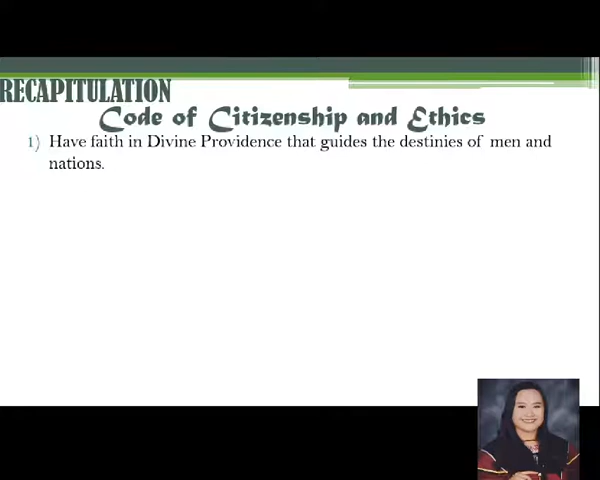 RECAPITULATION
Code of Citizenship and Ethics
1) Have faith in Divine Providence that guides the destinies of men and
nations.